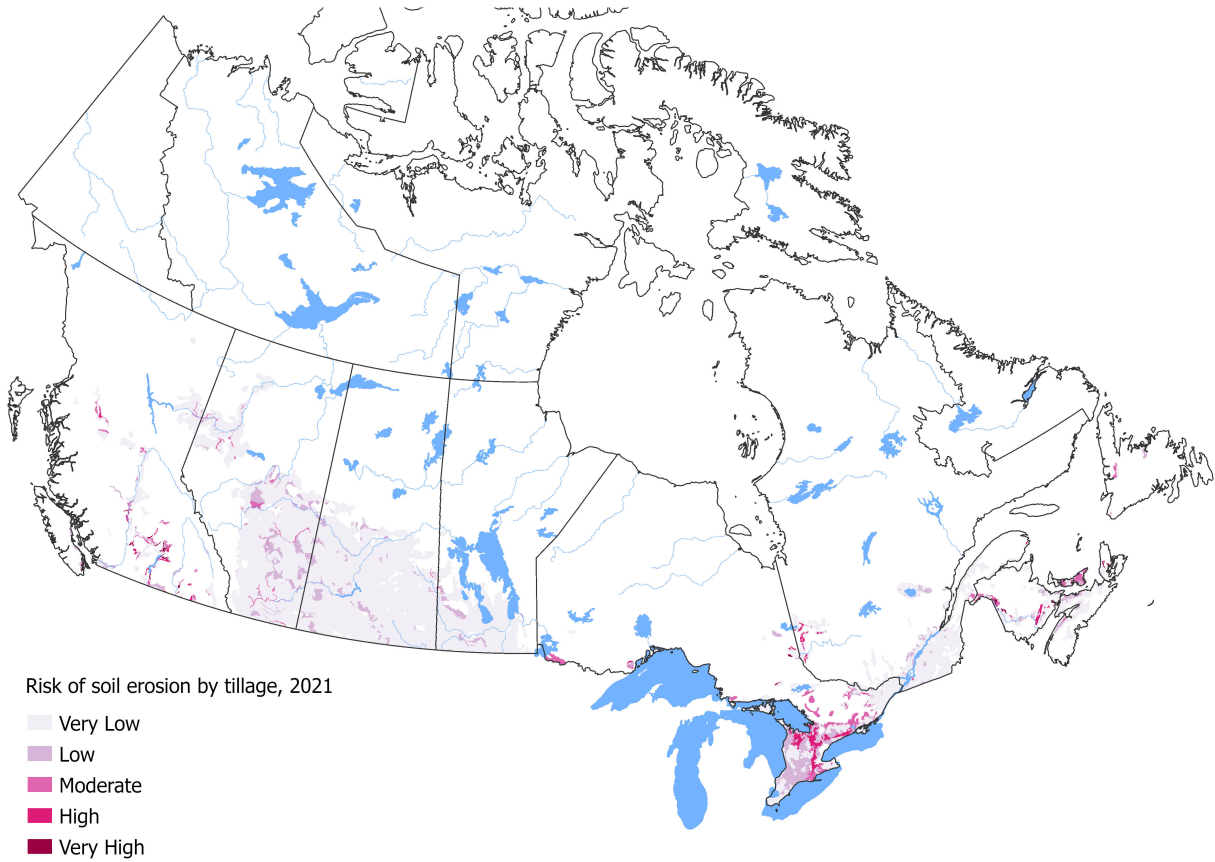 Risk of soil erosion by tillage, 2021
Very Low
Low
Moderate
High
Very High